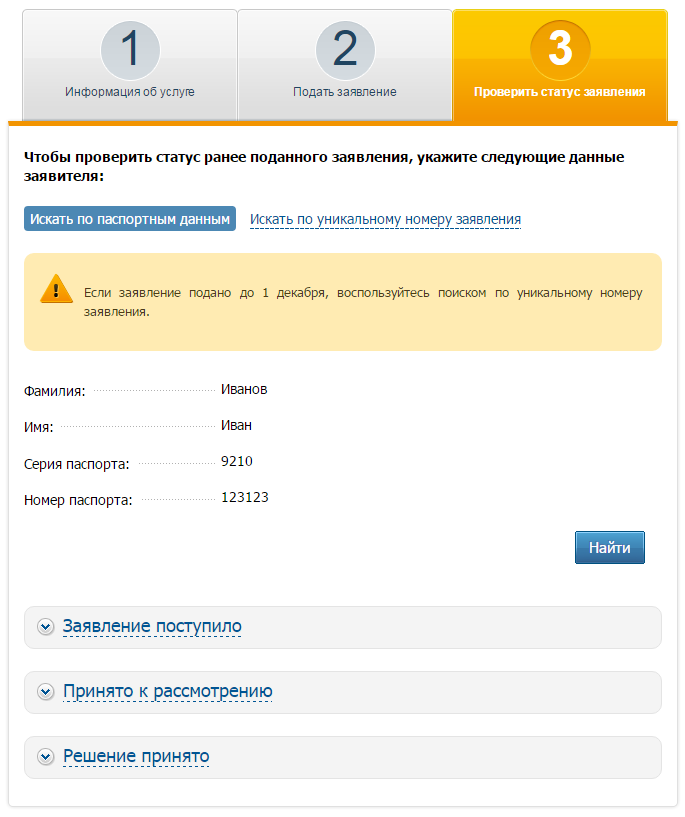 1
Информация об услуге
2
Подать заявление
3
Проверить статус заявления
Чтобы проверить статус ранее поданного заявления, укажите следующие данные
заявителя:
Искать по паспортным данным Искать по уникальному номеру заявления
Если заявление подано до 1 декабря, воспользуйтесь поиском по уникальному номеру
заявления.
Фамилия: Иванов
Имя: Иван
Серия паспорта: 9210
Номер паспорта: 123123
Найти
Заявление поступило
Принято к рассмотрению
Решение принято